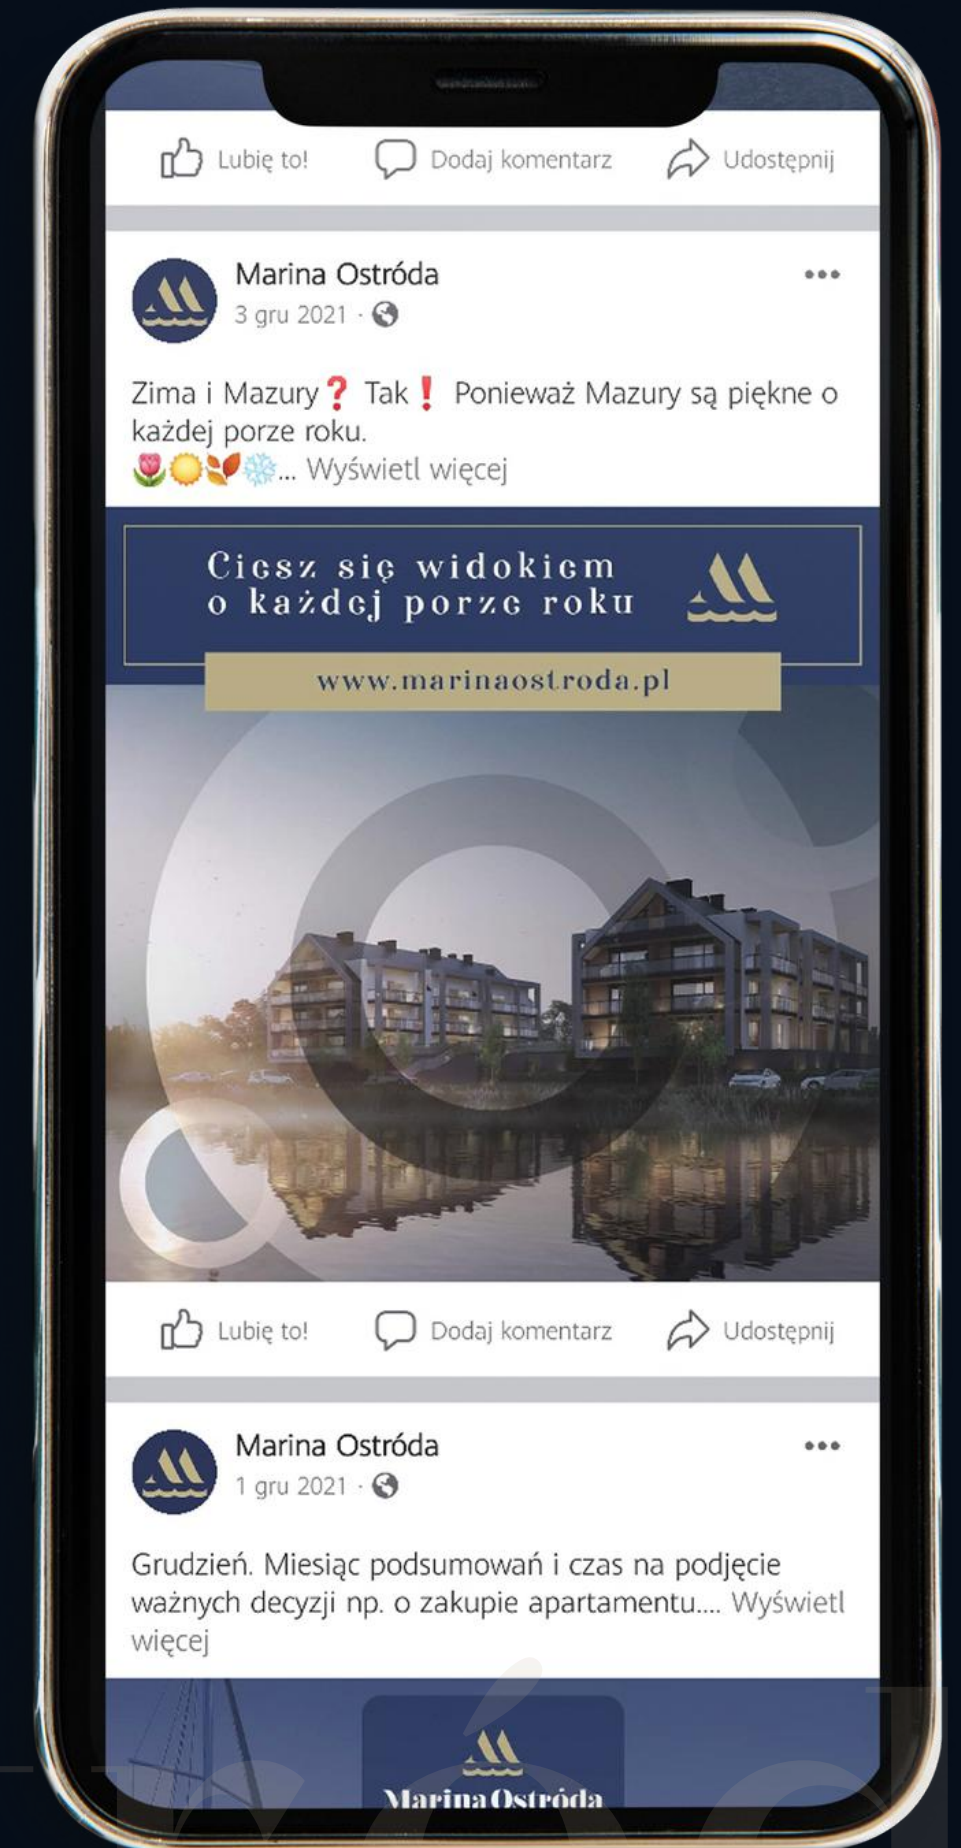 Lubię to! Dodaj komentarz Udostępnij
Marina Ostróda
3 gru 2021 ·
Zima i Mazury❓ Tak❗ Ponieważ Mazury są piękne o
każdej porze roku.
🌷🌞🍂❄️... Wyświetl więcej
Ciesz się widokiem
o każdej porze roku
www.marinaostroda.pl
Lubię to! Dodaj komentarz Udostępnij
Marina Ostróda
1 gru 2021 ·
Grudzień. Miesiąc podsumowań i czas na podjęcie
ważnych decyzji np. o zakupie apartamentu.... Wyświetl
więcej
Marina Ostróda